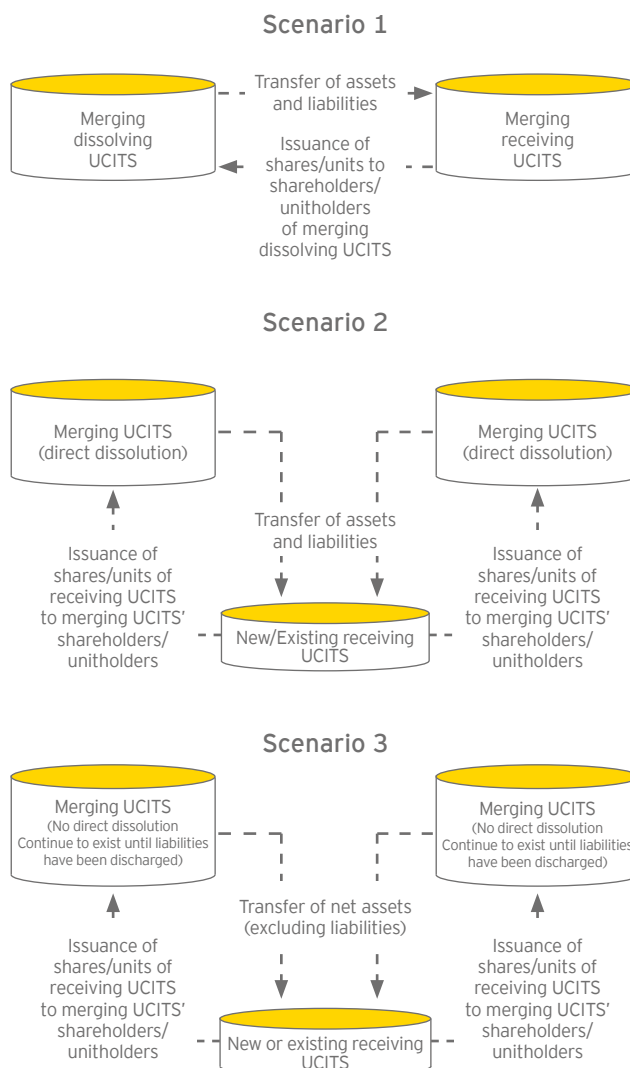 Scenario 1
Merging
dissolving
UCITS
Transfer of assets
and liabilities
Issuance of
shares/units to
shareholders/
unitholders
of merging
dissolving UCITS
Merging
receiving
UCITS
Scenario 2
Merging UCITS
(direct dissolution)
Merging UCITS
(direct dissolution)
Transfer of assets
and liabilities
Issuance of
shares/units of
receiving UCITS
to merging UCITS’
shareholders/
unitholders
New/Existing receiving
UCITS
Issuance of
shares/units of
receiving UCITS
to merging UCITS’
shareholders/
unitholders
Scenario 3
Merging UCITS
(No direct dissolution
Continue to exist until liabilities
have been discharged)
Merging UCITS
(No direct dissolution
Continue to exist until liabilities
have been discharged)
Transfer of net assets
(excluding liabilities)
Issuance of
shares/units of
receiving UCITS
to merging UCITS’
shareholders/
unitholders
New or existing receiving
UCITS
Issuance of
shares/units of
receiving UCITS
to merging UCITS’
shareholders/
unitholders